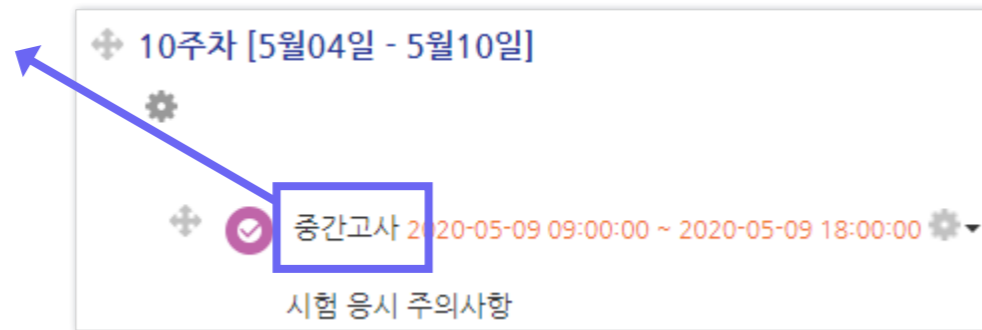 10주차 [5월04일 - 5월10일]
중간고사 2020-05-09 09:00:00 ~ 2020-05-09 18:00:00
시험 응시 주의사항